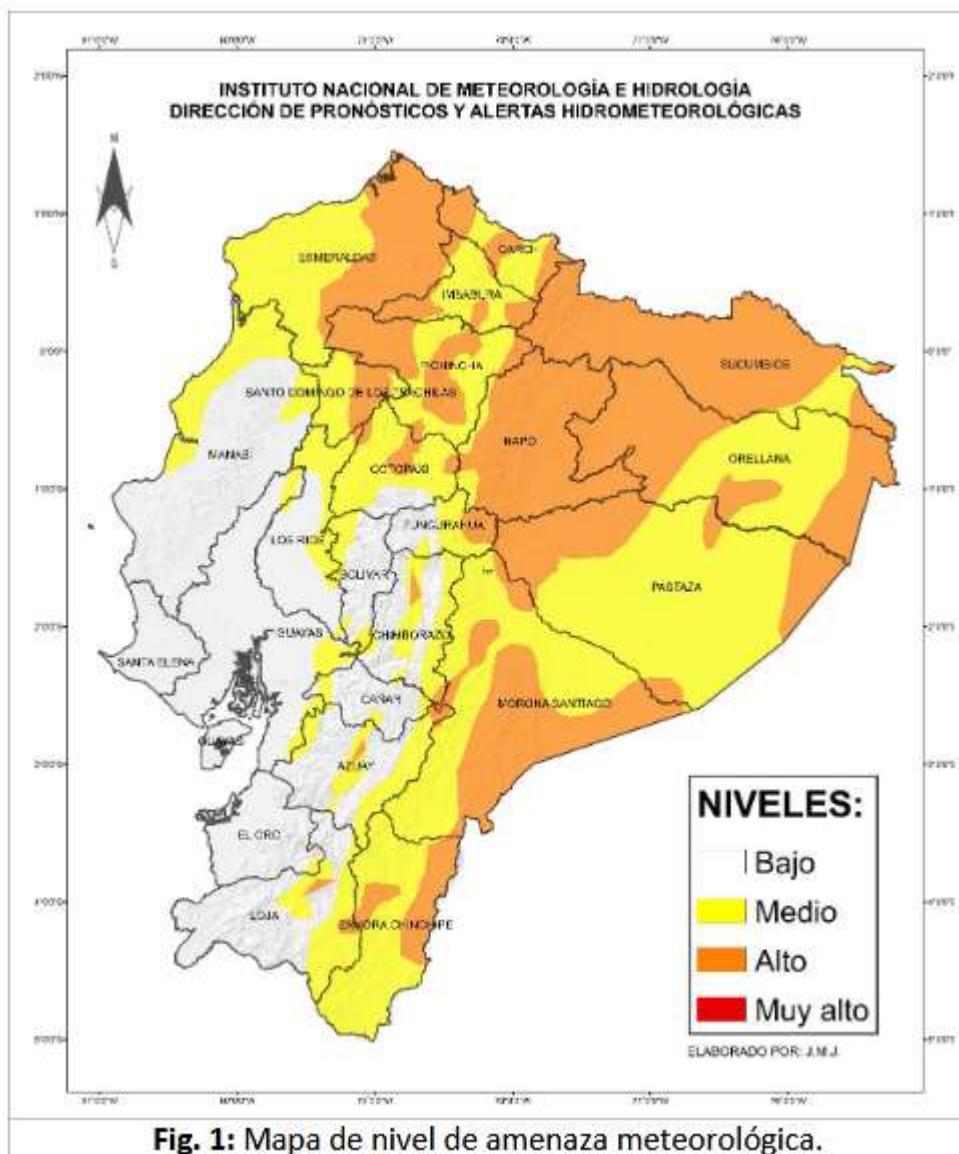 INSTITUTO NACIONAL DE METEOROLOGÍA E HIDROLOGÍA
DIRECCIÓN DE PRONÓSTICOS Y ALERTAS HIDROMETEOROLÓGICAS
N
S
ESMERALDAS
CARCHI
IMBABURA
SUCUMBIOS
PICHINCHA
SANTO DOMINGO DE LOS TSACHILAS
NAPO
MANABI
COTOPAXI
ORELLANA
TUNGURAHUA
LOS RIOS
BOLIVAR
PASTAZA
GUAYAS
CHIMBORAZO
SANTA ELENA
CAÑAR
MORONA SANTIAGO
GUAYAS
AZUAY
EL ORO
LOJA
ZAMORA CHINCHIPE
NIVELES:
Bajo
Medio
Alto
Muy alto
ELABORADO POR: J.M.J.
Fig. 1: Mapa de nivel de amenaza meteorológica.